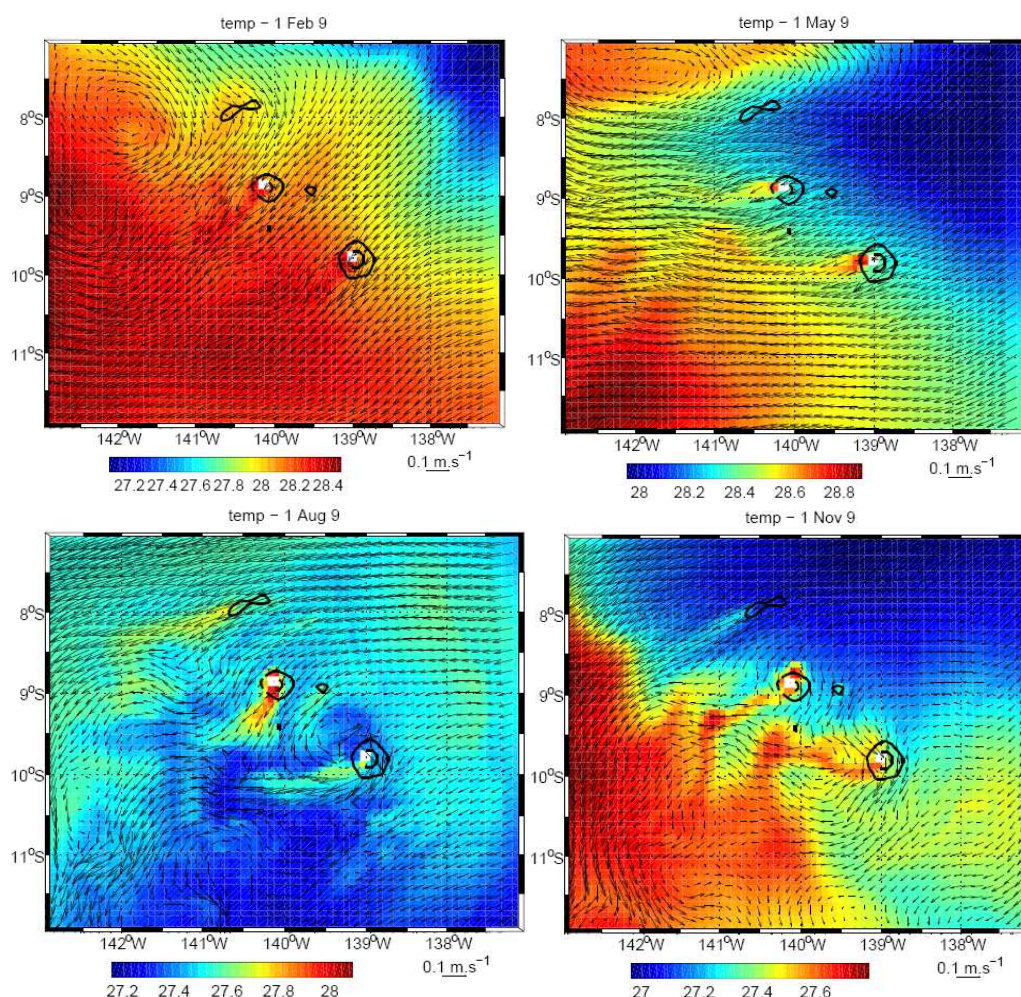 temp − 1 Feb 9
8°S
9°S
10°S
11°S
142°W 141°W 140°W 139°W 138°W
27.2 27.4 27.6 27.8 28 28.2 28.4
0.1 m.s⁻¹
temp − 1 May 9
8°S
9°S
10°S
11°S
142°W 141°W 140°W 139°W 138°W
28 28.2 28.4 28.6 28.8
0.1 m.s⁻¹
temp − 1 Aug 9
8°S
9°S
10°S
11°S
142°W 141°W 140°W 139°W 138°W
27.2 27.4 27.6 27.8 28
0.1 m.s⁻¹
temp − 1 Nov 9
8°S
9°S
10°S
11°S
142°W 141°W 140°W 139°W 138°W
27 27.2 27.4 27.6
0.1 m.s⁻¹